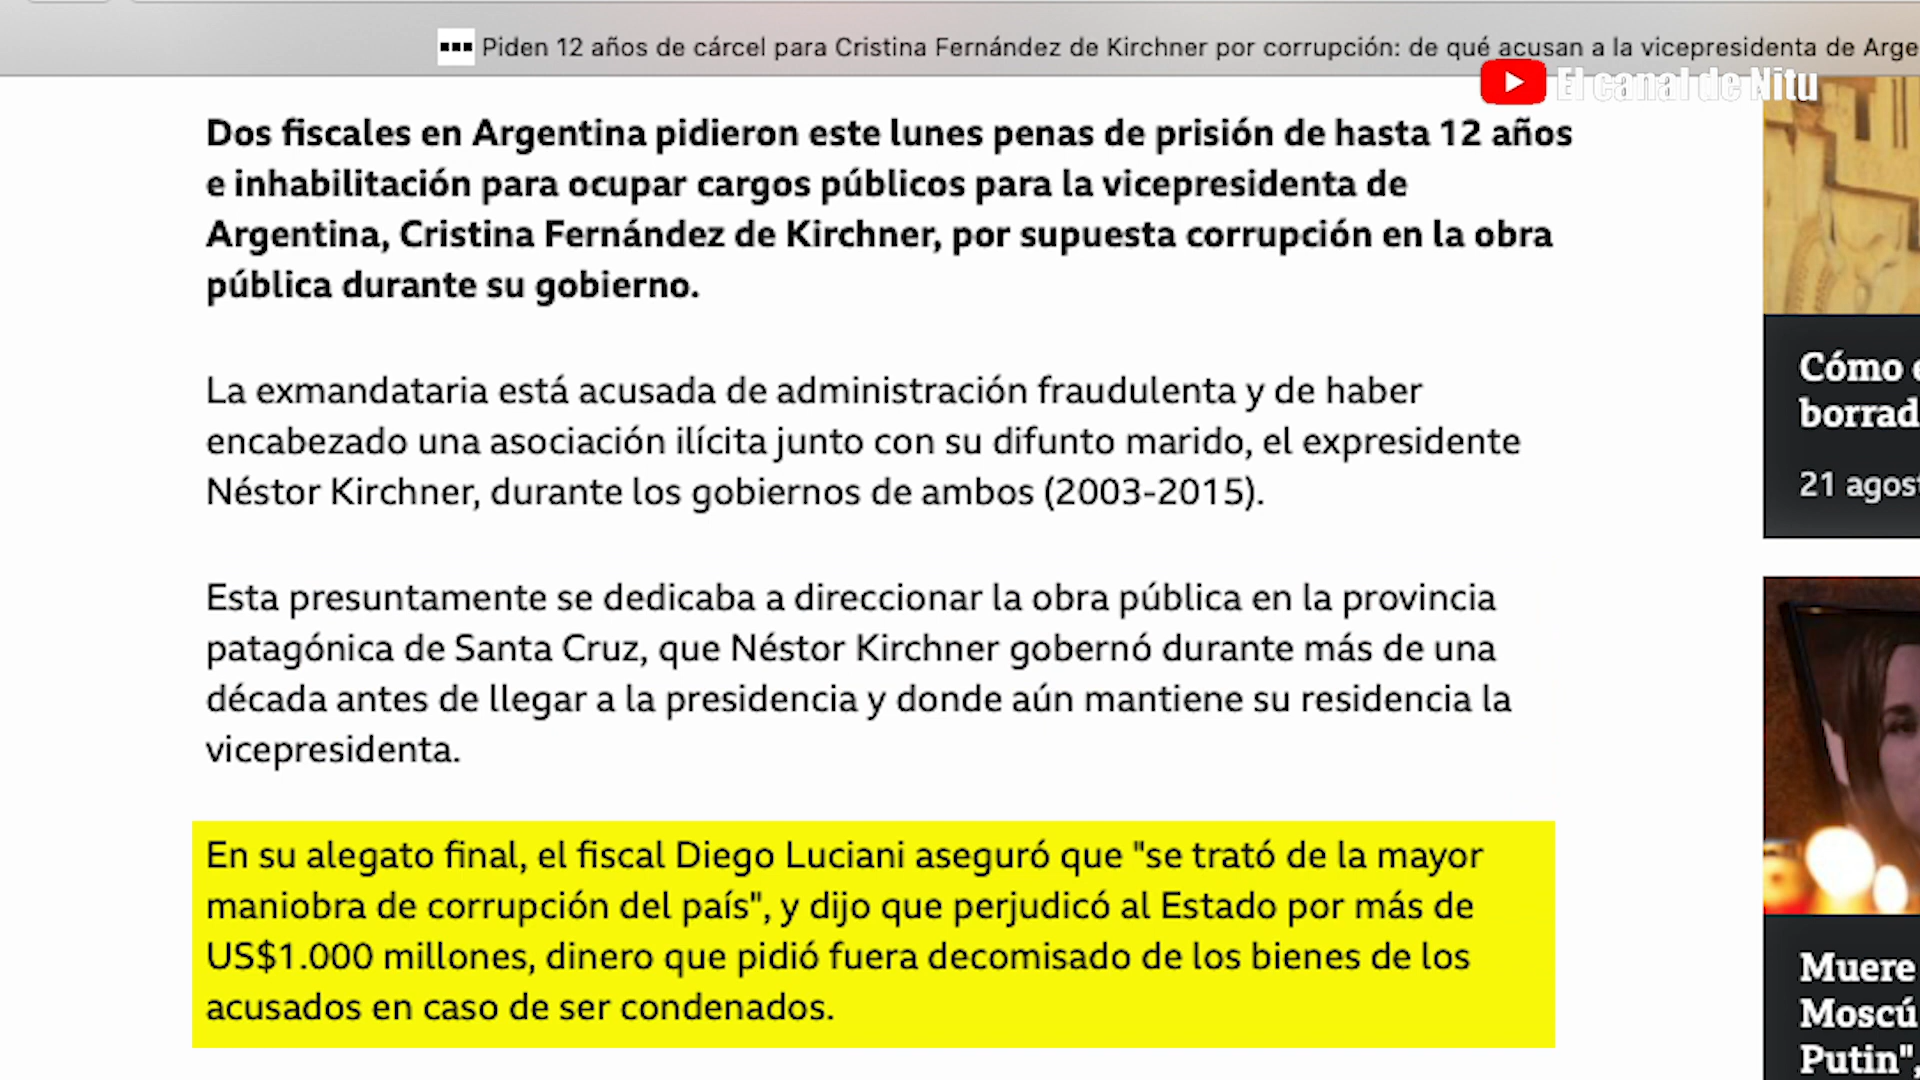 Piden 12 años de cárcel para Cristina Fernández de Kirchner por corrupción: de qué acusan a la vicepresidenta de Arge
El canal de Nitu
Dos fiscales en Argentina pidieron este lunes penas de prisión de hasta 12 años
e inhabilitación para ocupar cargos públicos para la vicepresidenta de
Argentina, Cristina Fernández de Kirchner, por supuesta corrupción en la obra
pública durante su gobierno.
La exmandataria está acusada de administración fraudulenta y de haber
encabezado una asociación ilícita junto con su difunto marido, el expresidente
Néstor Kirchner, durante los gobiernos de ambos (2003-2015).
Esta presuntamente se dedicaba a direccionar la obra pública en la provincia
patagónica de Santa Cruz, que Néstor Kirchner gobernó durante más de una
década antes de llegar a la presidencia y donde aún mantiene su residencia la
vicepresidenta.
En su alegato final, el fiscal Diego Luciani aseguró que "se trató de la mayor
maniobra de corrupción del país", y dijo que perjudicó al Estado por más de
US$1.000 millones, dinero que pidió fuera decomisado de los bienes de los
acusados en caso de ser condenados.
Cómo
borrad
21 agost
Muere
Moscú
Putin",